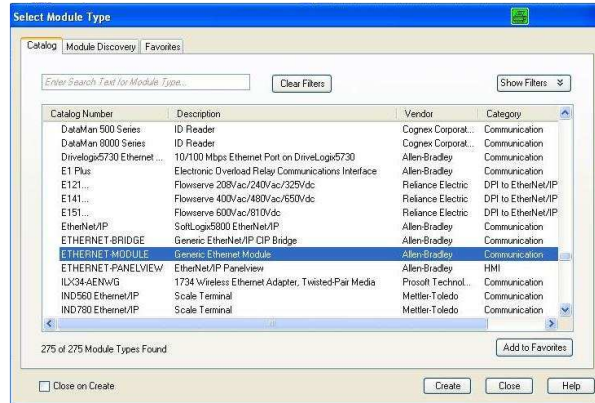 Select Module Type
Catalog Module Discovery Favorites
Enter Search Text for Module Type... Clear Filters Show Filters
Catalog Number Description Vendor Category
DataMan 500 Series ID Reader Cognex Corporat... Communication
DataMan 8000 Series ID Reader Cognex Corporat... Communication
Drivelogix5730 Ethernet ... 10/100 Mbps Ethernet Port on DriveLogix5730 Allen-Bradley Communication
E1 Plus Electronic Overload Relay Communications Interface Allen-Bradley Communication
E121... Flowserve 208Vac/240Vac/325Vdc Reliance Electric DPI to EtherNet/IP
E141... Flowserve 400Vac/480Vac/650Vdc Reliance Electric DPI to EtherNet/IP
E151... Flowserve 600Vac/810Vdc Reliance Electric DPI to EtherNet/IP
EtherNet/IP SoftLogix5800 EtherNet/IP Allen-Bradley Communication
ETHERNET-BRIDGE Generic EtherNet/IP CIP Bridge Allen-Bradley Communication
ETHERNET-MODULE Generic Ethernet Module Allen-Bradley Communication
ETHERNET-PANELVIEW EtherNet/IP Panelview Allen-Bradley HMI
ILX34-AENWG 1734 Wireless Ethernet Adapter, Twisted-Pair Media Prosoft Technol... Communication
IND560 Ethernet/IP Scale Terminal Mettler-Toledo Communication
IND780 Ethernet/IP Scale Terminal Mettler-Toledo Communication
275 of 275 Module Types Found Add to Favorites
Close on Create Create Close Help